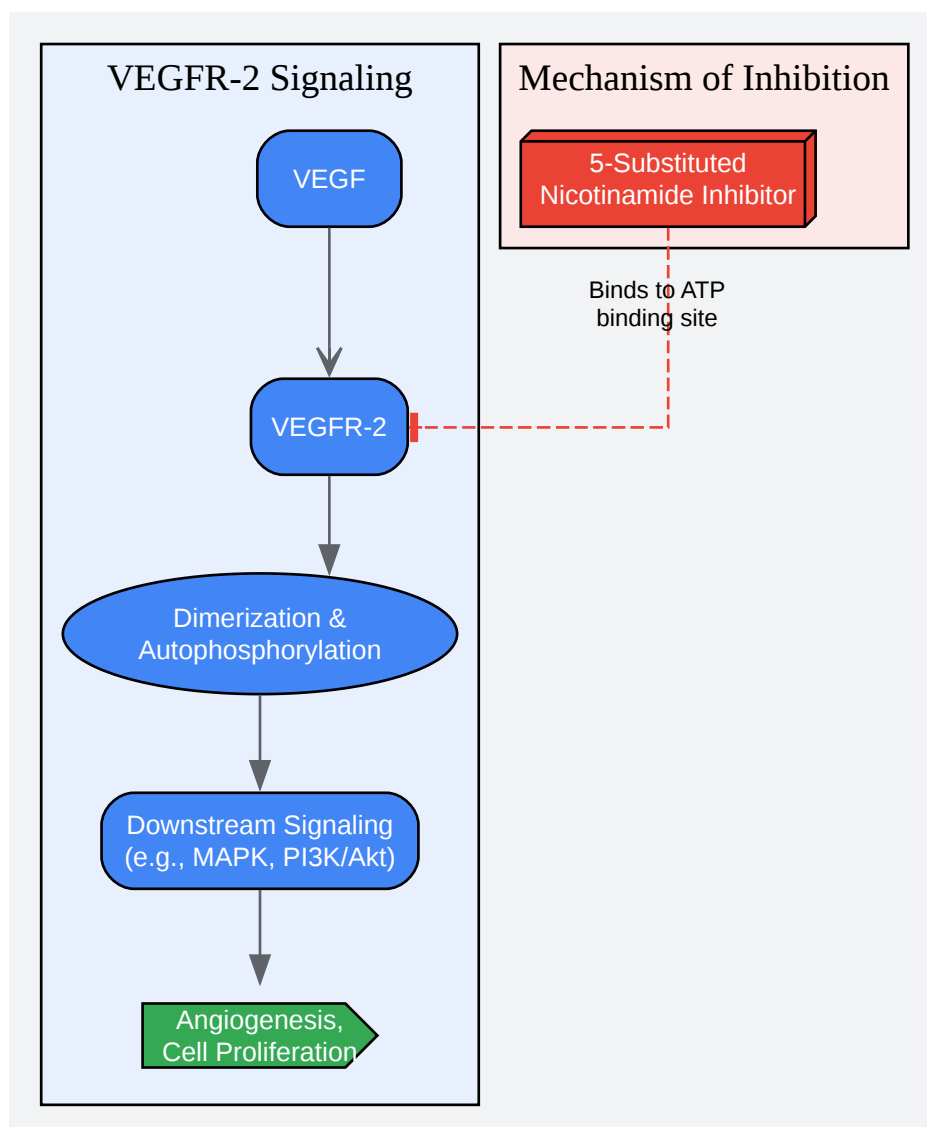 VEGFR-2 Signaling
VEGF
VEGFR-2
Dimerization &
Autophosphorylation
Downstream Signaling
(e.g., MAPK, PI3K/Akt)
Angiogenesis,
Cell Proliferation
Mechanism of Inhibition
5-Substituted
Nicotinamide Inhibitor
Binds to ATP
binding site